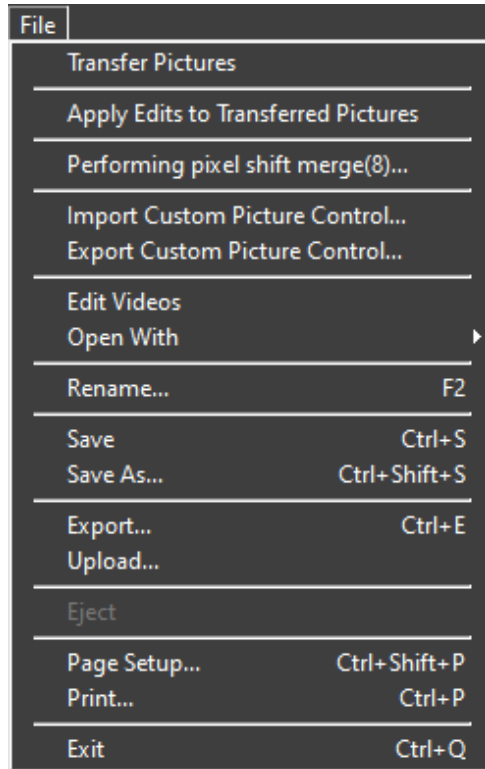 File
Transfer Pictures
Apply Edits to Transferred Pictures
Performing pixel shift merge(8)...
Import Custom Picture Control...
Export Custom Picture Control...
Edit Videos
Open With
Rename... F2
Save Ctrl+S
Save As... Ctrl+Shift+S
Export... Ctrl+E
Upload...
Eject
Page Setup... Ctrl+Shift+P
Print... Ctrl+P
Exit Ctrl+Q